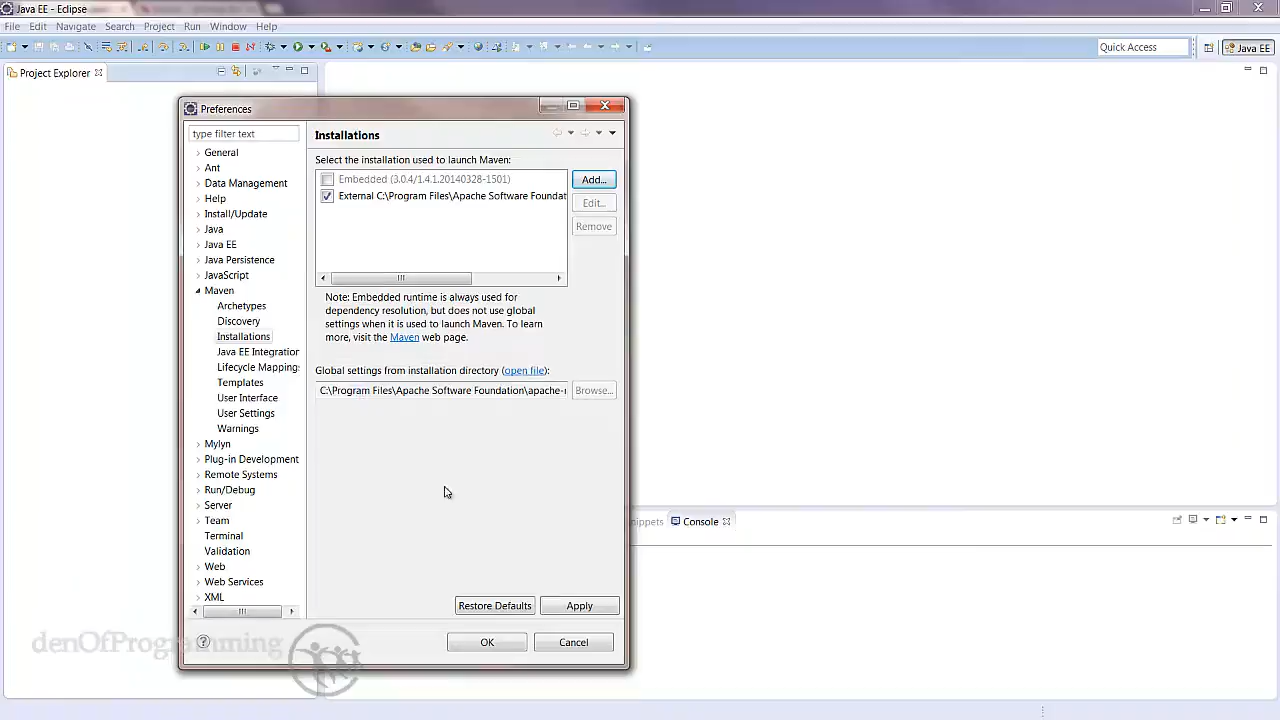 Java EE - Eclipse
File Edit Navigate Search Project Run Window Help
Quick Access
Java EE
Project Explorer
Preferences
type filter text
General
Ant
Data Management
Help
Install/Update
Java
Java EE
Java Persistence
JavaScript
Maven
Archetypes
Discovery
Installations
Java EE Integration
Lifecycle Mapping:
Templates
User Interface
User Settings
Warnings
Mylyn
Plug-in Development
Remote Systems
Run/Debug
Server
Team
Terminal
Validation
Web
Web Services
XML
Installations
Select the installation used to launch Maven:
Embedded (3.0.4/1.4.1.20140328-1501)
External C:\Program Files\Apache Software Foundat
Add...
Edit...
Remove
Note: Embedded runtime is always used for
dependency resolution, but does not use global
settings when it is used to launch Maven. To learn
more, visit the Maven web page.
Global settings from installation directory (open file):
C:\Program Files\Apache Software Foundation\apache-
Browse...
Restore Defaults Apply
OK Cancel
nippets Console
denOfProgramming